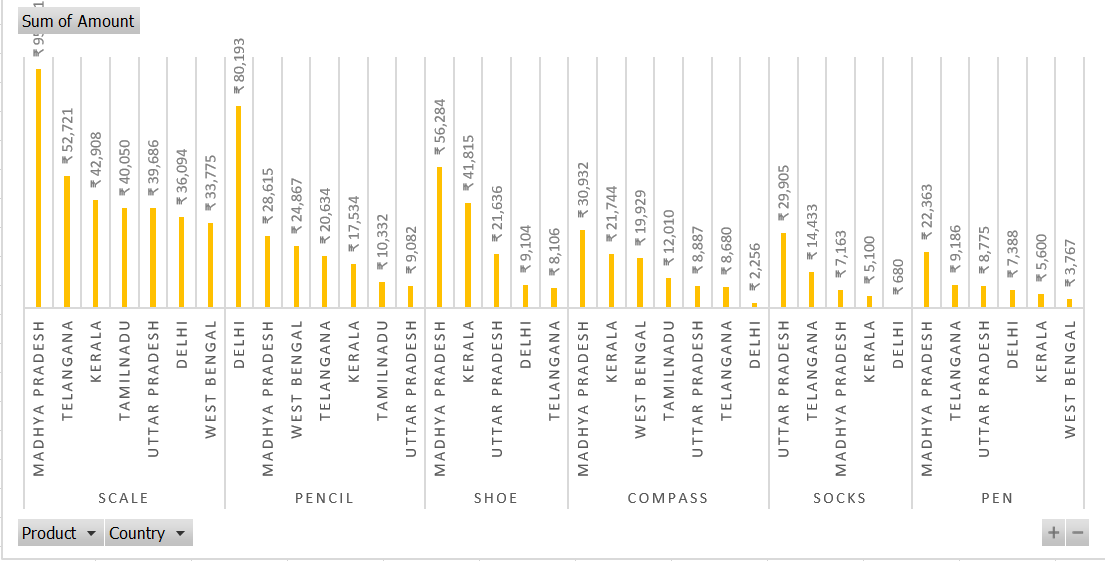 Sum of Amount
₹ 52,721
₹ 42,908
₹ 40,050
₹ 39,686
₹ 36,094
₹ 33,775
₹ 80,193
₹ 28,615
₹ 24,867
₹ 20,634
₹ 17,534
₹ 10,332
₹ 9,082
₹ 56,284
₹ 41,815
₹ 21,636
₹ 9,104
₹ 8,106
₹ 30,932
₹ 21,744
₹ 19,929
₹ 12,010
₹ 8,887
₹ 8,680
₹ 2,256
₹ 29,905
₹ 14,433
₹ 7,163
₹ 5,100
₹ 680
₹ 22,363
₹ 9,186
₹ 8,775
₹ 7,388
₹ 5,600
₹ 3,767
MADHYA PRADESH
TELANGANA
KERALA
TAMILNADU
UTTAR PRADESH
DELHI
WEST BENGAL
DELHI
MADHYA PRADESH
WEST BENGAL
TELANGANA
KERALA
TAMILNADU
UTTAR PRADESH
MADHYA PRADESH
KERALA
UTTAR PRADESH
DELHI
TELANGANA
MADHYA PRADESH
KERALA
WEST BENGAL
TAMILNADU
UTTAR PRADESH
TELANGANA
DELHI
UTTAR PRADESH
TELANGANA
MADHYA PRADESH
KERALA
DELHI
MADHYA PRADESH
TELANGANA
UTTAR PRADESH
DELHI
KERALA
WEST BENGAL
SCALE
PENCIL
SHOE
COMPASS
SOCKS
PEN
Product
Country
+ −